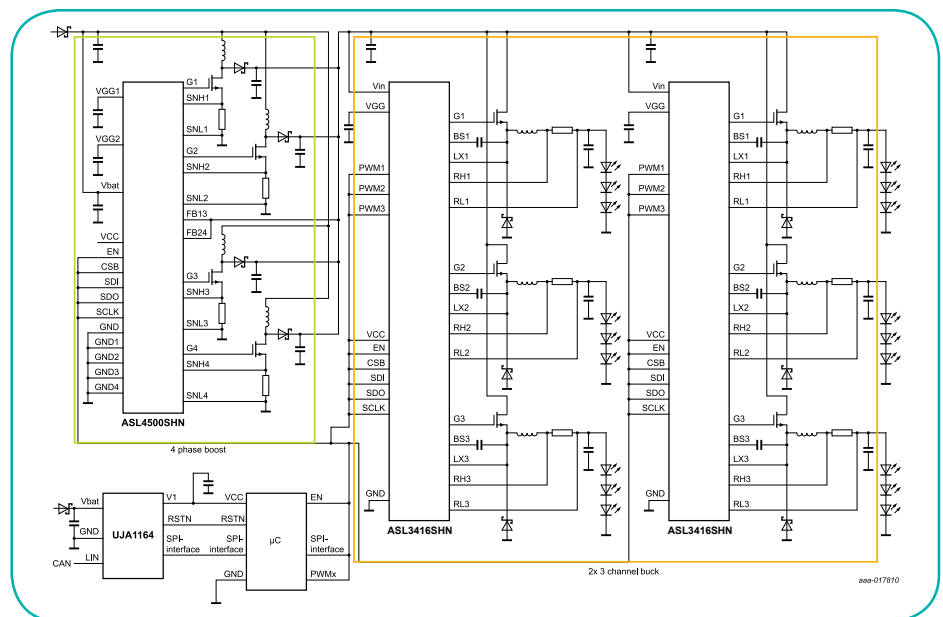 VGG1
VGG2
Vbat
VCC
EN
CSB
SDI
SDO
SCLK
GND
GND1
GND2
GND3
GND4
G1
SNH1
SNL1
G2
SNH2
SNL2
FB13
FB24
G3
SNH3
SNL3
G4
SNH4
SNL4
ASL4500SHN
4 phase boost
Vin
VGG
PWM1
PWM2
PWM3
VCC
EN
CSB
SDI
SDO
SCLK
GND
G1
BS1
LX1
RH1
RL1
G2
BS2
LX2
RH2
RL2
G3
BS3
LX3
RH3
RL3
ASL3416SHN
Vin
VGG
PWM1
PWM2
PWM3
VCC
EN
CSB
SDI
SDO
SCLK
GND
G1
BS1
LX1
RH1
RL1
G2
BS2
LX2
RH2
RL2
G3
BS3
LX3
RH3
RL3
ASL3416SHN
2x 3 channel buck
Vbat
GND
CAN
LIN
UJA1164
V1
RSTN
SPI-
interface
VCC
RSTN
SPI-
interface
GND
µC
EN
SPI-
interface
PWMx
aaa-017810